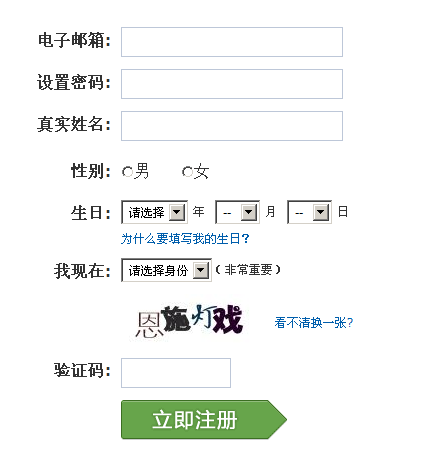 电子邮箱:
设置密码:
真实姓名:
性别: 男 女
生日: 请选择 年 -- 月 -- 日
为什么要填写我的生日?
我现在: 请选择身份 (非常重要)
恩施灯戏 看不清换一张?
验证码:
立即注册